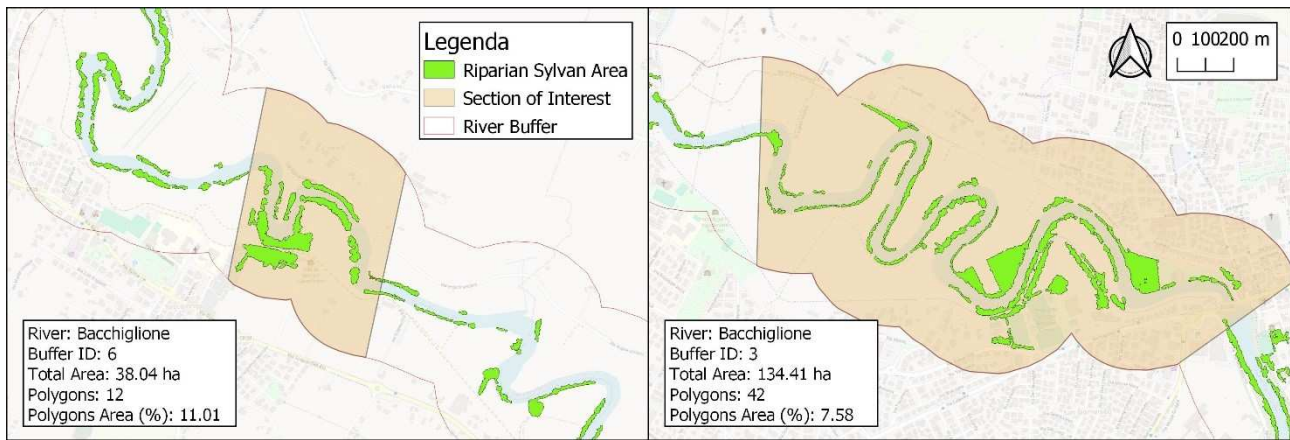 Legenda
Riparian Sylvan Area
Section of Interest
River Buffer
River: Bacchiglione
Buffer ID: 6
Total Area: 38.04 ha
Polygons: 12
Polygons Area (%): 11.01
0 100200 m
River: Bacchiglione
Buffer ID: 3
Total Area: 134.41 ha
Polygons: 42
Polygons Area (%): 7.58